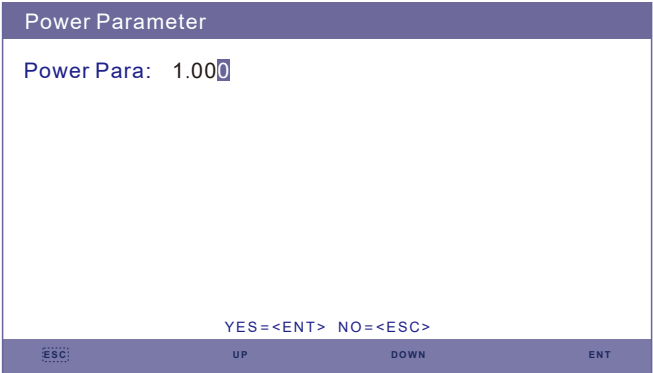 Power Parameter
Power Para: 1.000
YES=<ENT> NO=<ESC>
ESC UP DOWN ENT